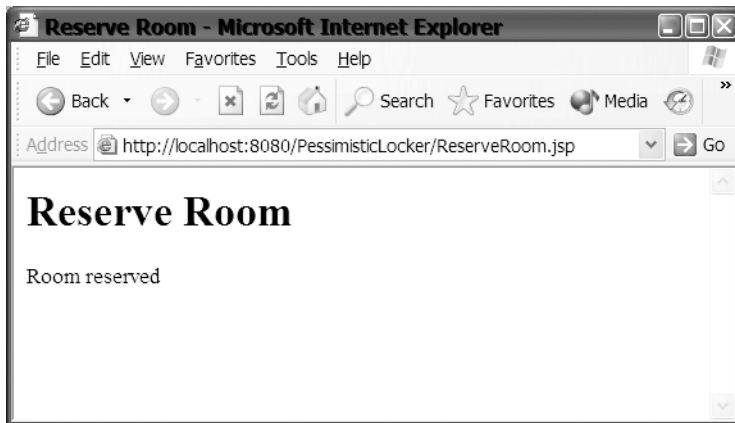 Reserve Room - Microsoft Internet Explorer
File Edit View Favorites Tools Help
Back Search Favorites Media »
Address http://localhost:8080/PessimisticLocker/ReserveRoom.jsp Go
Reserve Room
Room reserved